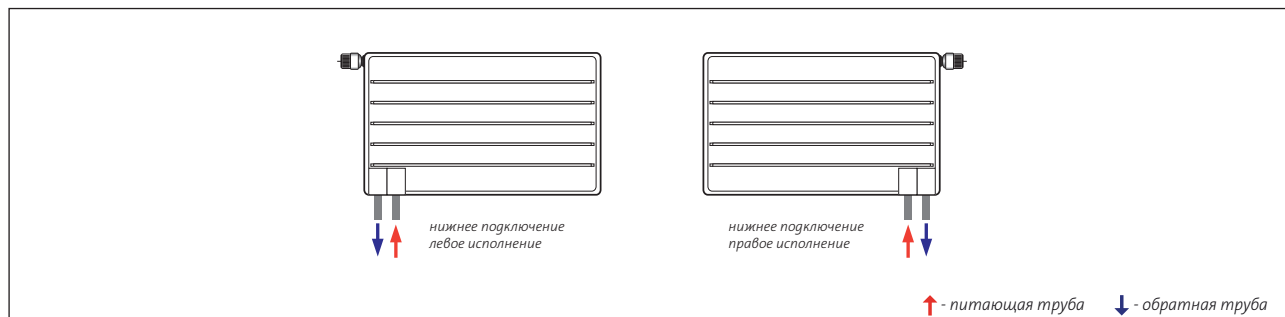 нижнее подключение
левое исполнение
нижнее подключение
правое исполнение
- питающая труба
- обратная труба